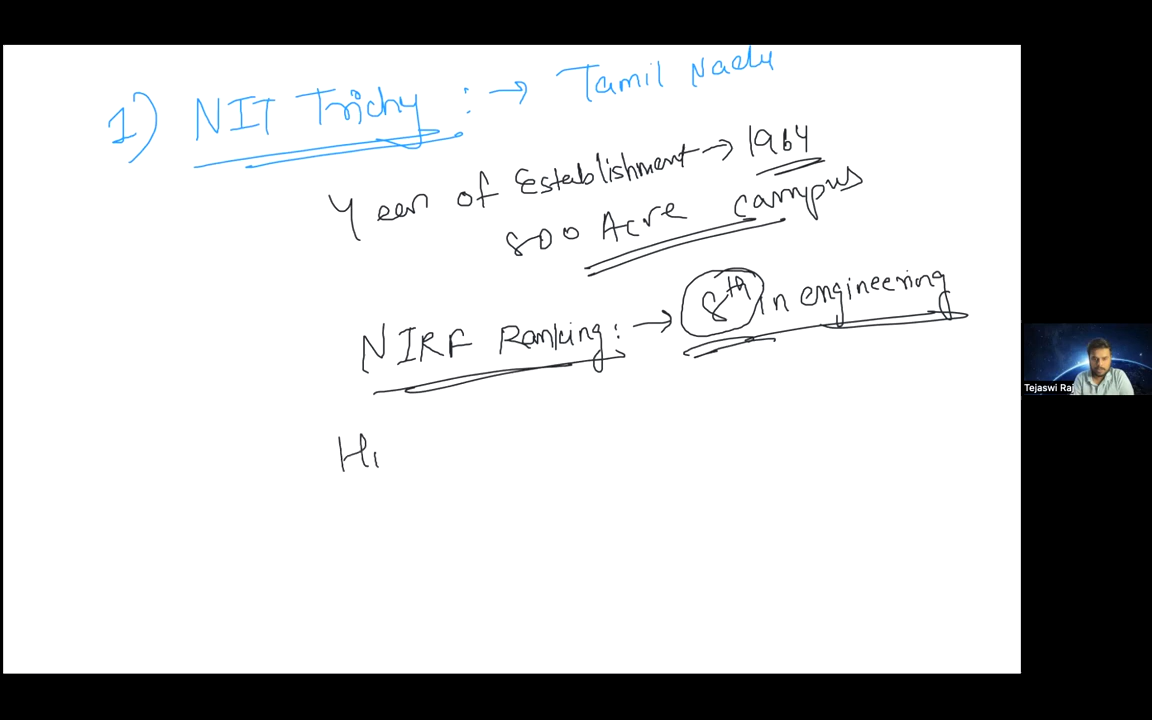 1) NIT Trichy : → Tamil Nadu
Year of Establishment → 1964
800 Acre campus
NIRF Ranking: → 8th in engineering
Hi
Tejaswi Raj